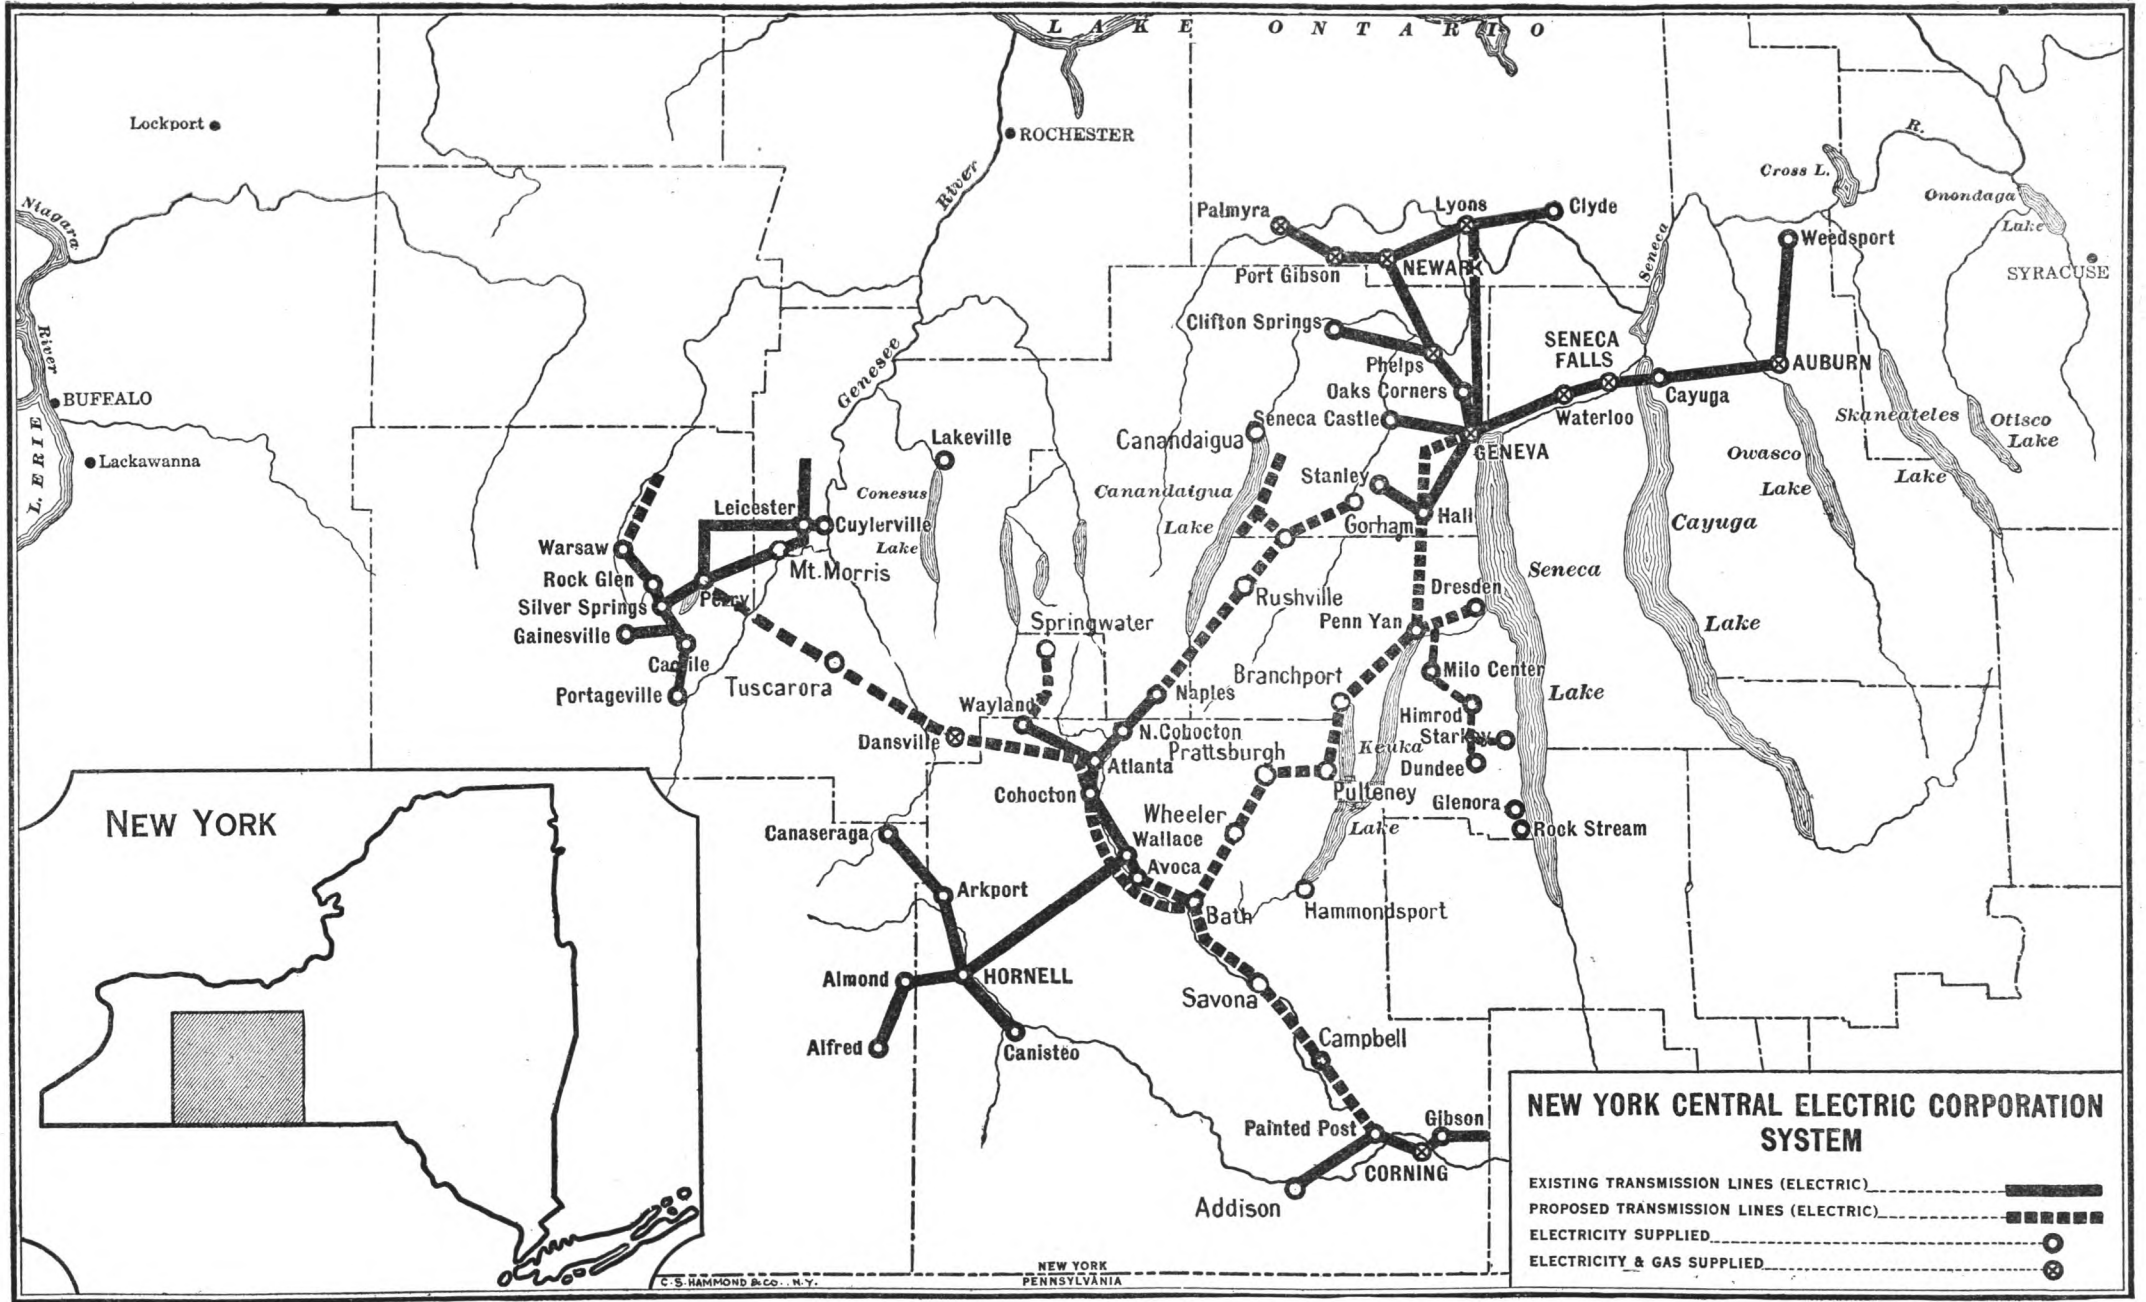 LAKE ONTARIO
Lockport
ROCHESTER
River
R.
Cross L.
Onondaga
Lake
Niagara
River
Palmyra
Lyons
Clyde
Weedsport
SYRACUSE
Port Gibson
NEWARK
Seneca
Clifton Springs
Phelps
SENECA
FALLS
AUBURN
Genesee
BUFFALO
Oaks Corners
Cayuga
Waterloo
Seneca Castle
Skaneateles
Lake
Otisco
Lake
L. ERIE
Lackawanna
Lakeville
Canandaigua
GENEVA
Owasco
Lake
Stanley
Conesus
Lake
Canandaigua
Lake
Leicester
Cuylerville
Gorham
Hall
Cayuga
Lake
Warsaw
Mt. Morris
Rock Glen
Seneca
Lake
Silver Springs
Perry
Rushville
Dresden
Gainesville
Springwater
Penn Yan
Castile
Branchport
Milo Center
Portageville
Tuscarora
Naples
Wayland
Himrod
Dansville
N. Cohocton
Starkey
Prattsburgh
Keuka
Lake
Atlanta
Dundee
Cohocton
Pulteney
Glenora
Wheeler
Rock Stream
Canaseraga
Wallace
Avoca
Arkport
Bath
Hammondsport
Almond
HORNELL
Savona
Alfred
Canisteo
Campbell
Painted Post
Gibson
CORNING
Addison
NEW YORK
NEW YORK
PENNSYLVANIA
C.S. HAMMOND & CO., N.Y.
NEW YORK CENTRAL ELECTRIC CORPORATION
SYSTEM
EXISTING TRANSMISSION LINES (ELECTRIC)
PROPOSED TRANSMISSION LINES (ELECTRIC)
ELECTRICITY SUPPLIED
ELECTRICITY & GAS SUPPLIED